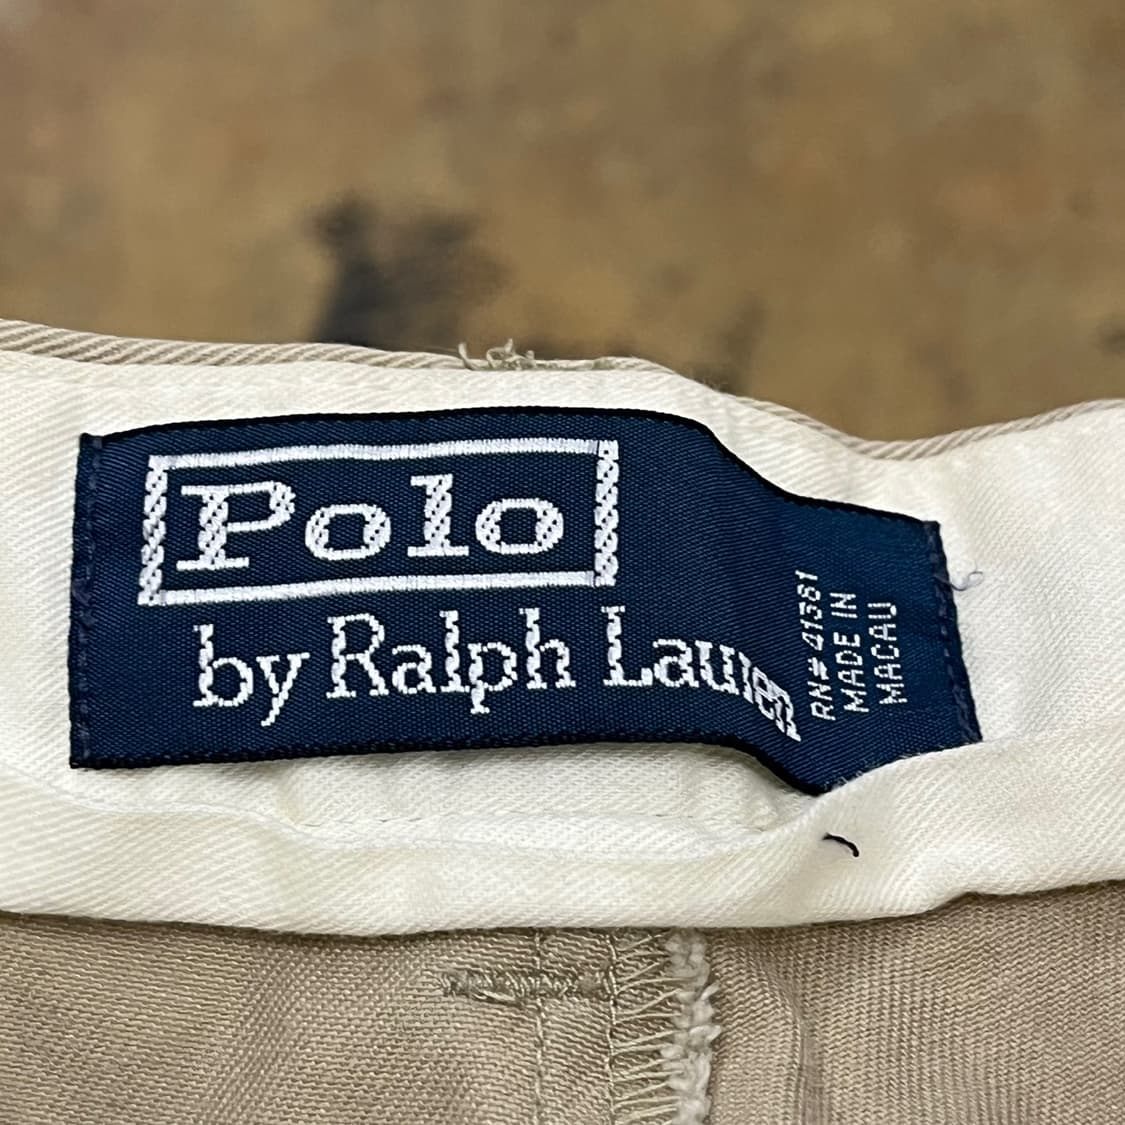 Polo
by Ralph Lauren
RN# 41381
MADE IN
MACAU